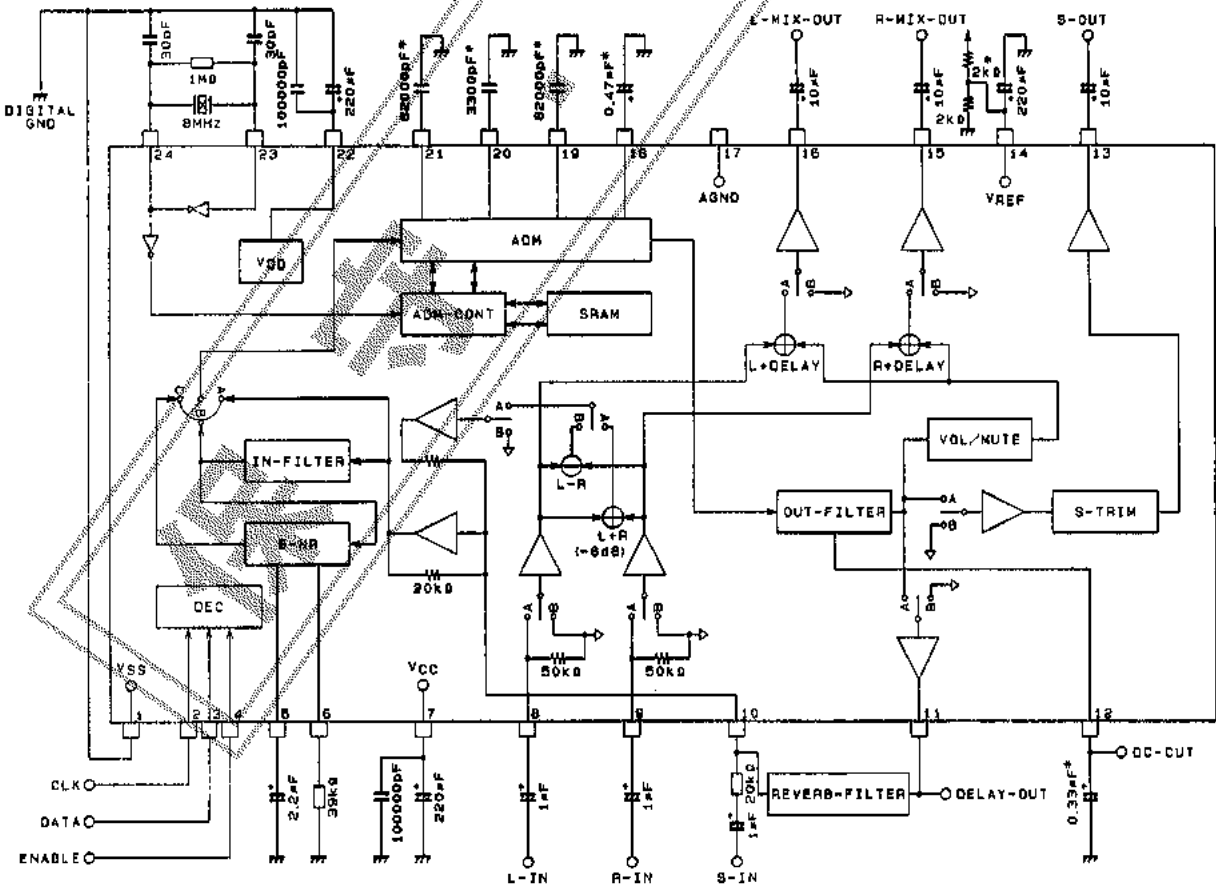 L-MIX-OUT
R-MIX-OUT
S-OUT
30pF
30pF
1MΩ
8MHz
DIGITAL
GND
100000pF
220µF
82000pF*
3300pF*
82000pF*
0.47µF*
10µF
10µF
2kΩ*
2kΩ
220µF
10µF
24
23
22
21
20
19
18
17
16
15
14
13
AGND
VREF
VDD
ADM
ADM-CONT
SRAM
A
B
A
B
L+DELAY
R+DELAY
C
B
A
IN-FILTER
B-NR
DEC
20kΩ
A
B
B
A
L-R
L+R
(-6dB)
VOL/MUTE
OUT-FILTER
A
B
S-TRIM
A
B
A
B
A
B
50kΩ
50kΩ
VSS
VCC
1
2
3
4
5
6
7
8
9
10
11
12
CLK
DATA
ENABLE
2.2µF
39kΩ
100000pF
220µF
1µF
1µF
20kΩ
1µF
REVERB-FILTER
DELAY-OUT
0.33µF*
DC-CUT
L-IN
R-IN
S-IN